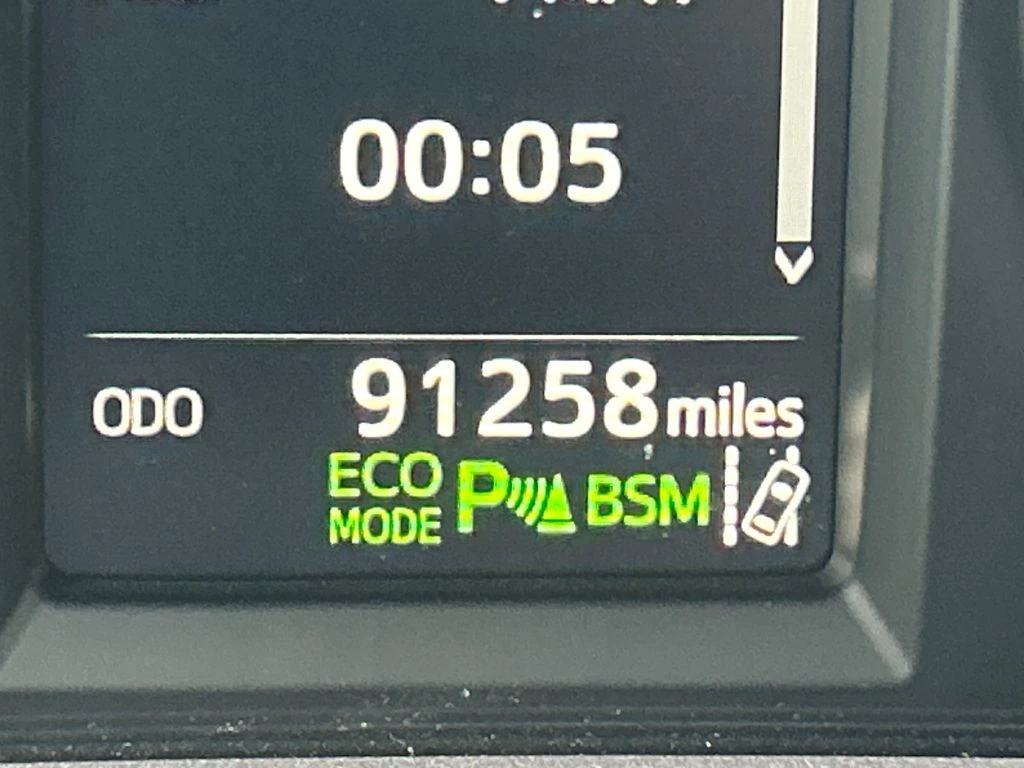 00:05
ODO 91258 miles
ECO MODE P BSM